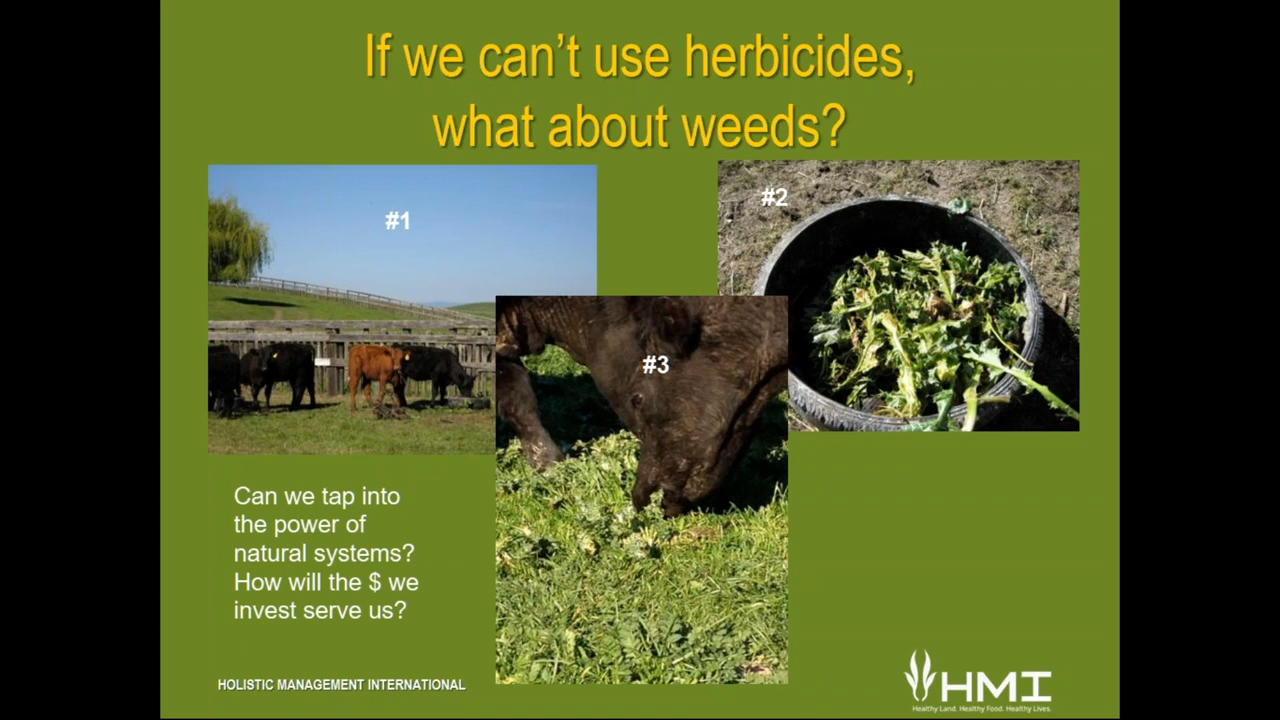 If we can't use herbicides,
what about weeds?
#1
#2
#3
Can we tap into
the power of
natural systems?
How will the $ we
invest serve us?
HOLISTIC MANAGEMENT INTERNATIONAL
HMI
Healthy Land. Healthy Food. Healthy Lives.